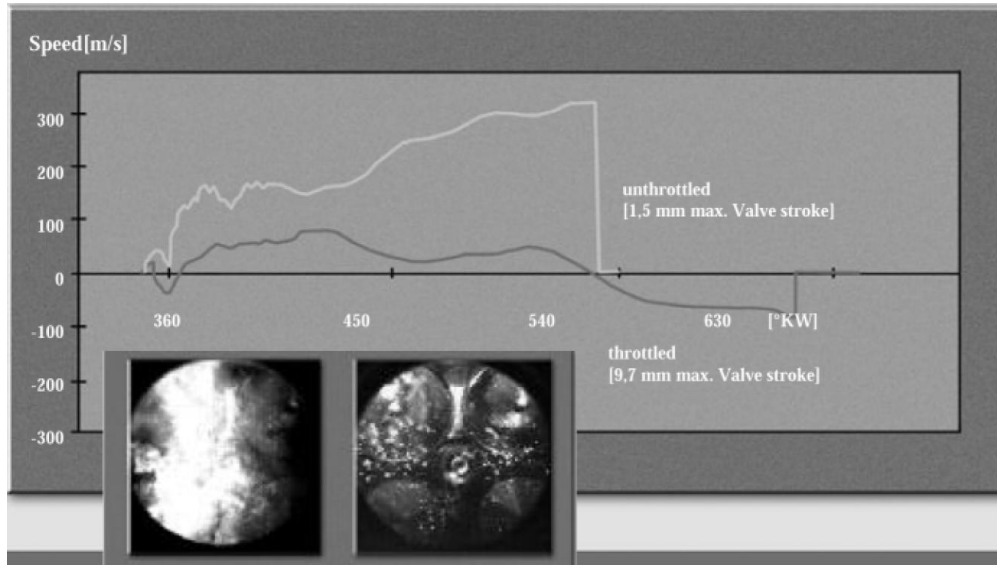 Speed[m/s]
300
200
100
0
-100
-200
-300
unthrottled
[1,5 mm max. Valve stroke]
360
450
540
630
[°KW]
throttled
[9,7 mm max. Valve stroke]